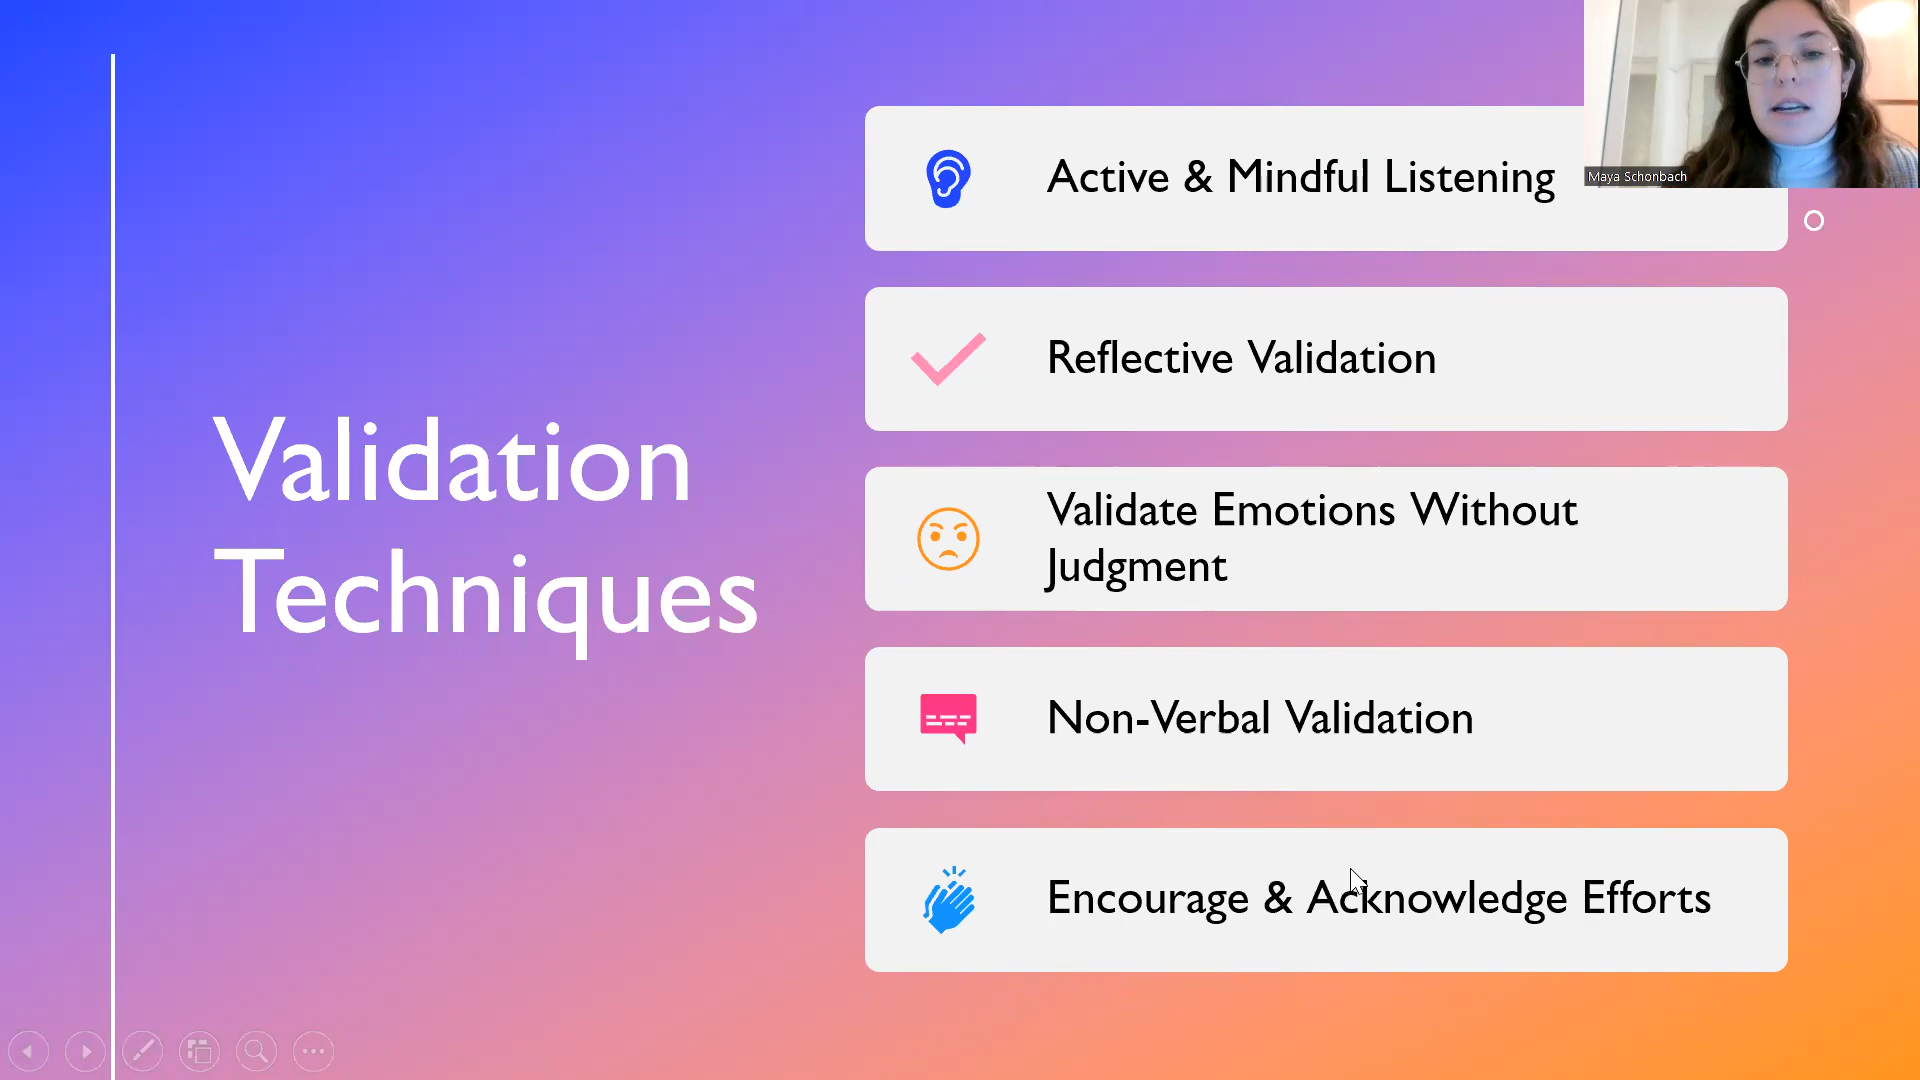 Validation
Techniques
Active & Mindful Listening
Reflective Validation
Validate Emotions Without
Judgment
Non-Verbal Validation
Encourage & Acknowledge Efforts
Maya Schonbach